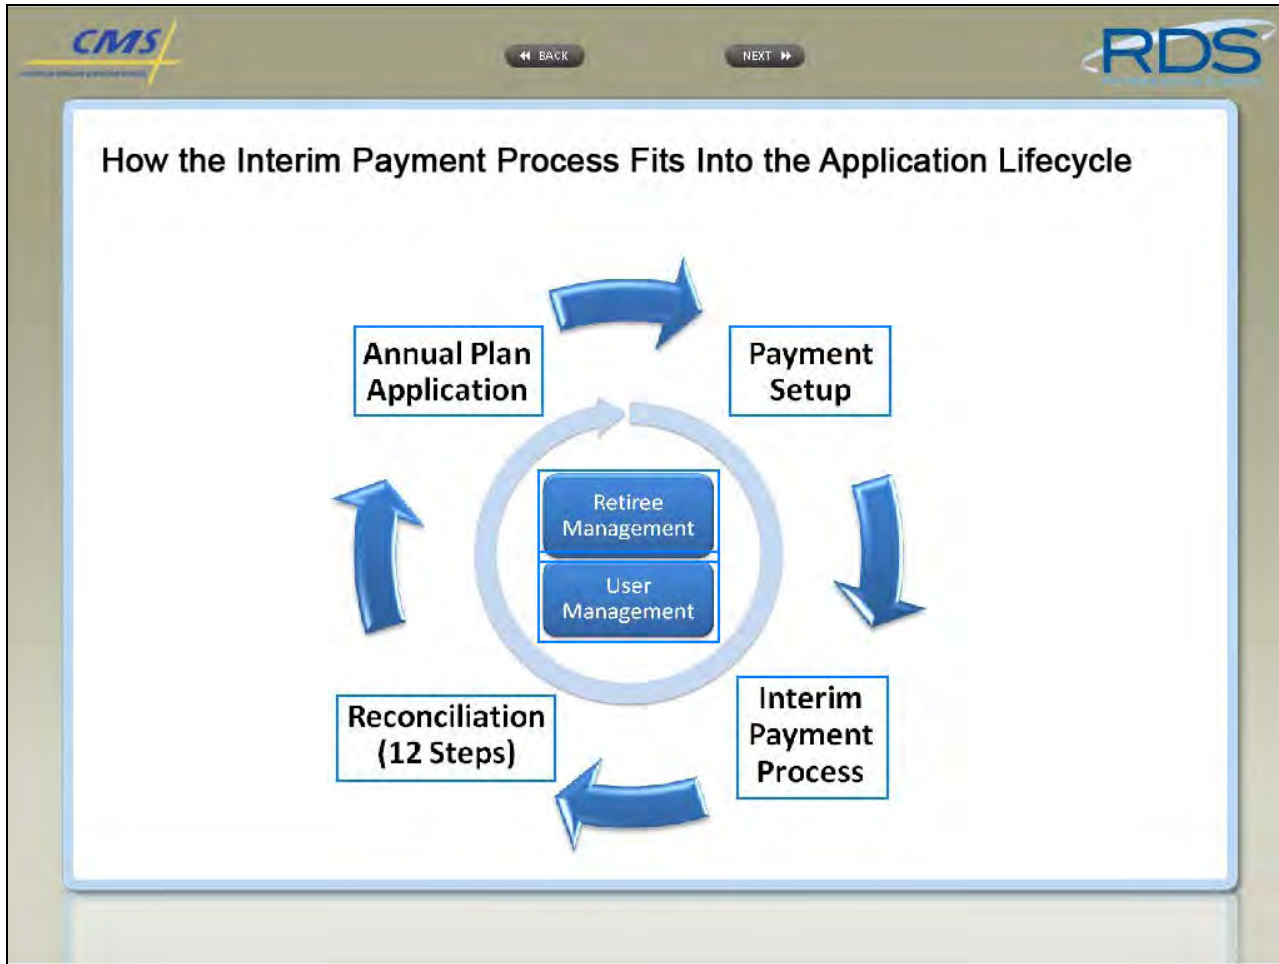 CMS
BACK
NEXT
RDS
How the Interim Payment Process Fits Into the Application Lifecycle
Annual Plan
Application
Payment
Setup
Retiree
Management
User
Management
Reconciliation
(12 Steps)
Interim
Payment
Process